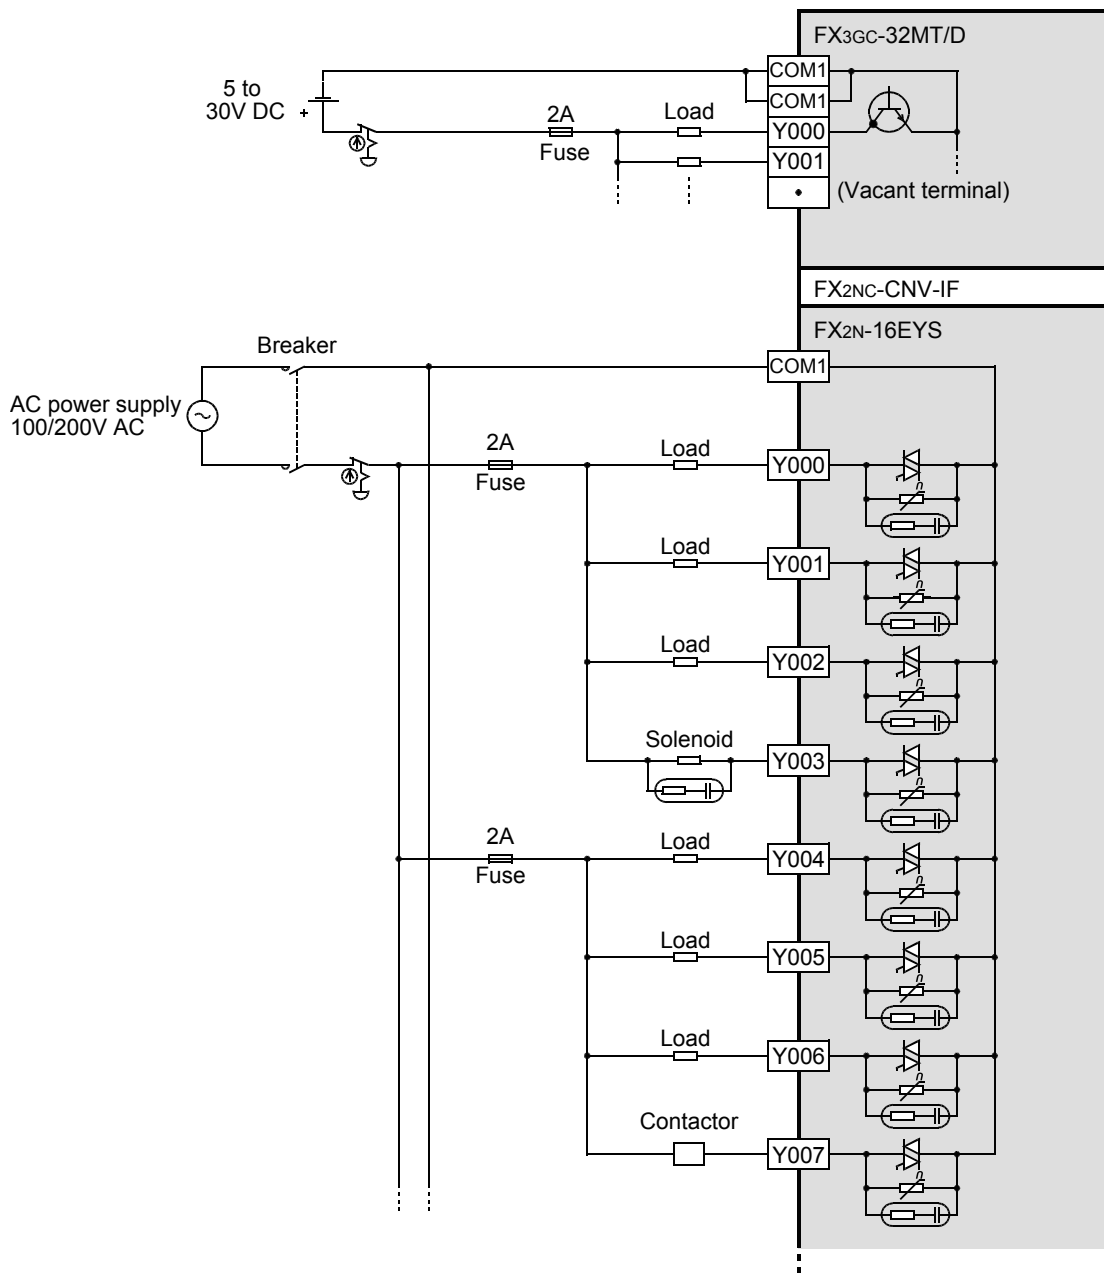 FX3GC-32MT/D
COM1
5 to
30V DC
+
COM1
2A
Fuse
Load
Y000
Y001
(Vacant terminal)
FX2NC-CNV-IF
FX2N-16EYS
Breaker
COM1
AC power supply
100/200V AC
2A
Fuse
Load
Y000
n
Load
Y001
n
Load
Y002
n
Solenoid
Y003
n
2A
Fuse
Load
Y004
n
Load
Y005
n
Load
Y006
n
Contactor
Y007
n